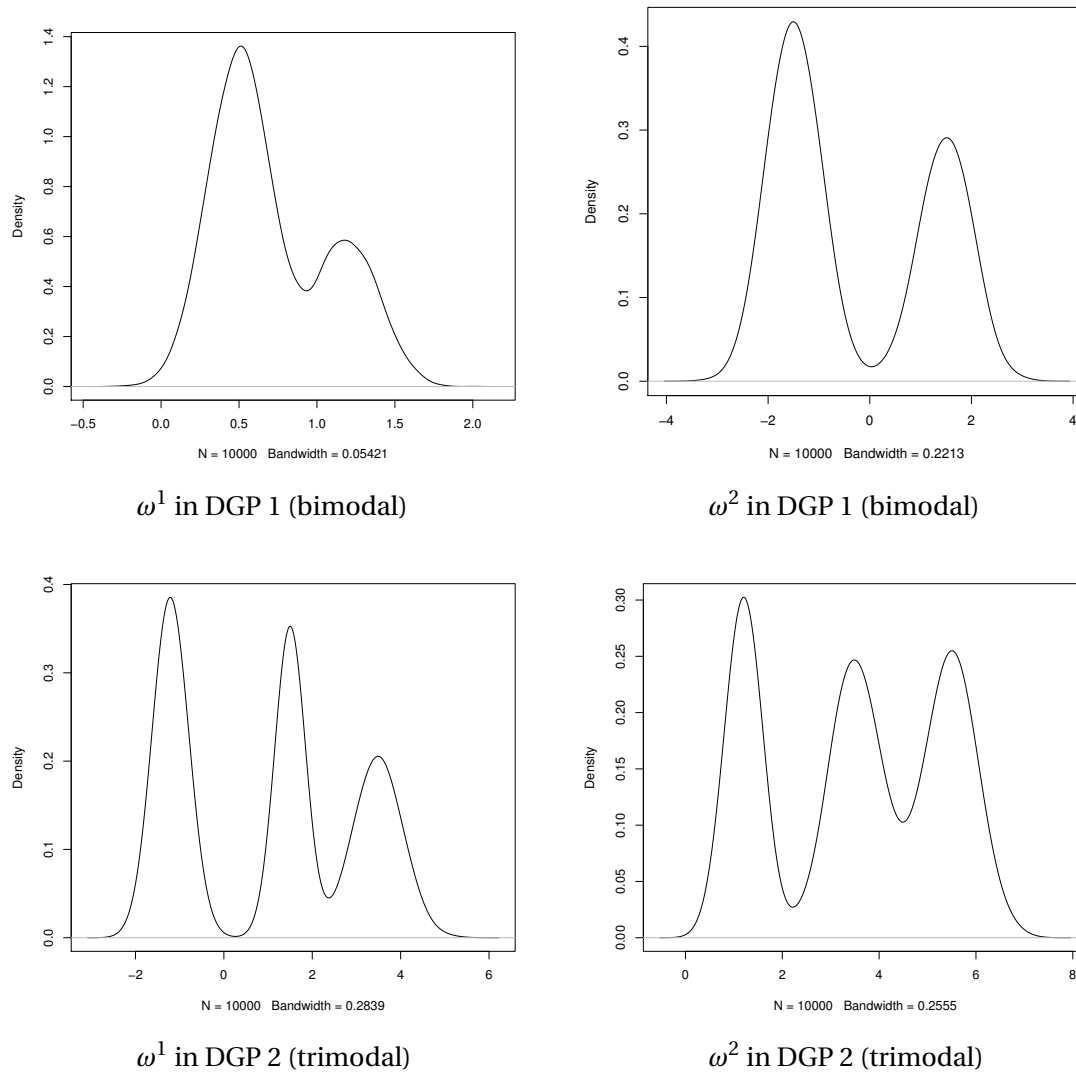 Density
1.4
1.2
1.0
0.8
0.6
0.4
0.2
0.0
−0.5 0.0 0.5 1.0 1.5 2.0
N = 10000 Bandwidth = 0.05421
ω¹ in DGP 1 (bimodal)
Density
0.4
0.3
0.2
0.1
0.0
−4 −2 0 2 4
N = 10000 Bandwidth = 0.2213
ω² in DGP 1 (bimodal)
Density
0.4
0.3
0.2
0.1
0.0
−2 0 2 4 6
N = 10000 Bandwidth = 0.2839
ω¹ in DGP 2 (trimodal)
Density
0.30
0.25
0.20
0.15
0.10
0.05
0.00
0 2 4 6 8
N = 10000 Bandwidth = 0.2555
ω² in DGP 2 (trimodal)